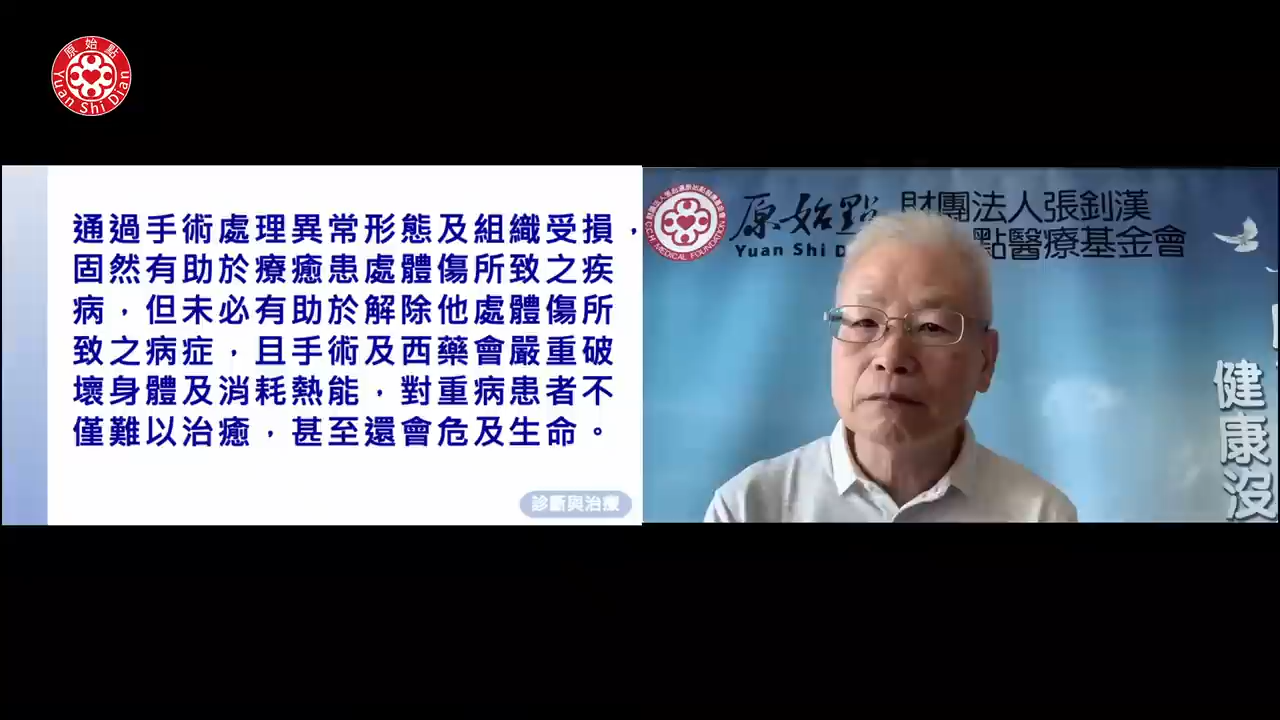 原始點
Yuan Shi Dian
通過手術處理異常形態及組織受損，
固然有助於療癒患處體傷所致之疾
病，但未必有助於解除他處體傷所
致之病症，且手術及西藥會嚴重破
壞身體及消耗熱能，對重病患者不
僅難以治癒，甚至還會危及生命。
診斷與治療
原始點
Yuan Shi D
財團法人張釗漢
點醫療基金會
健康沒